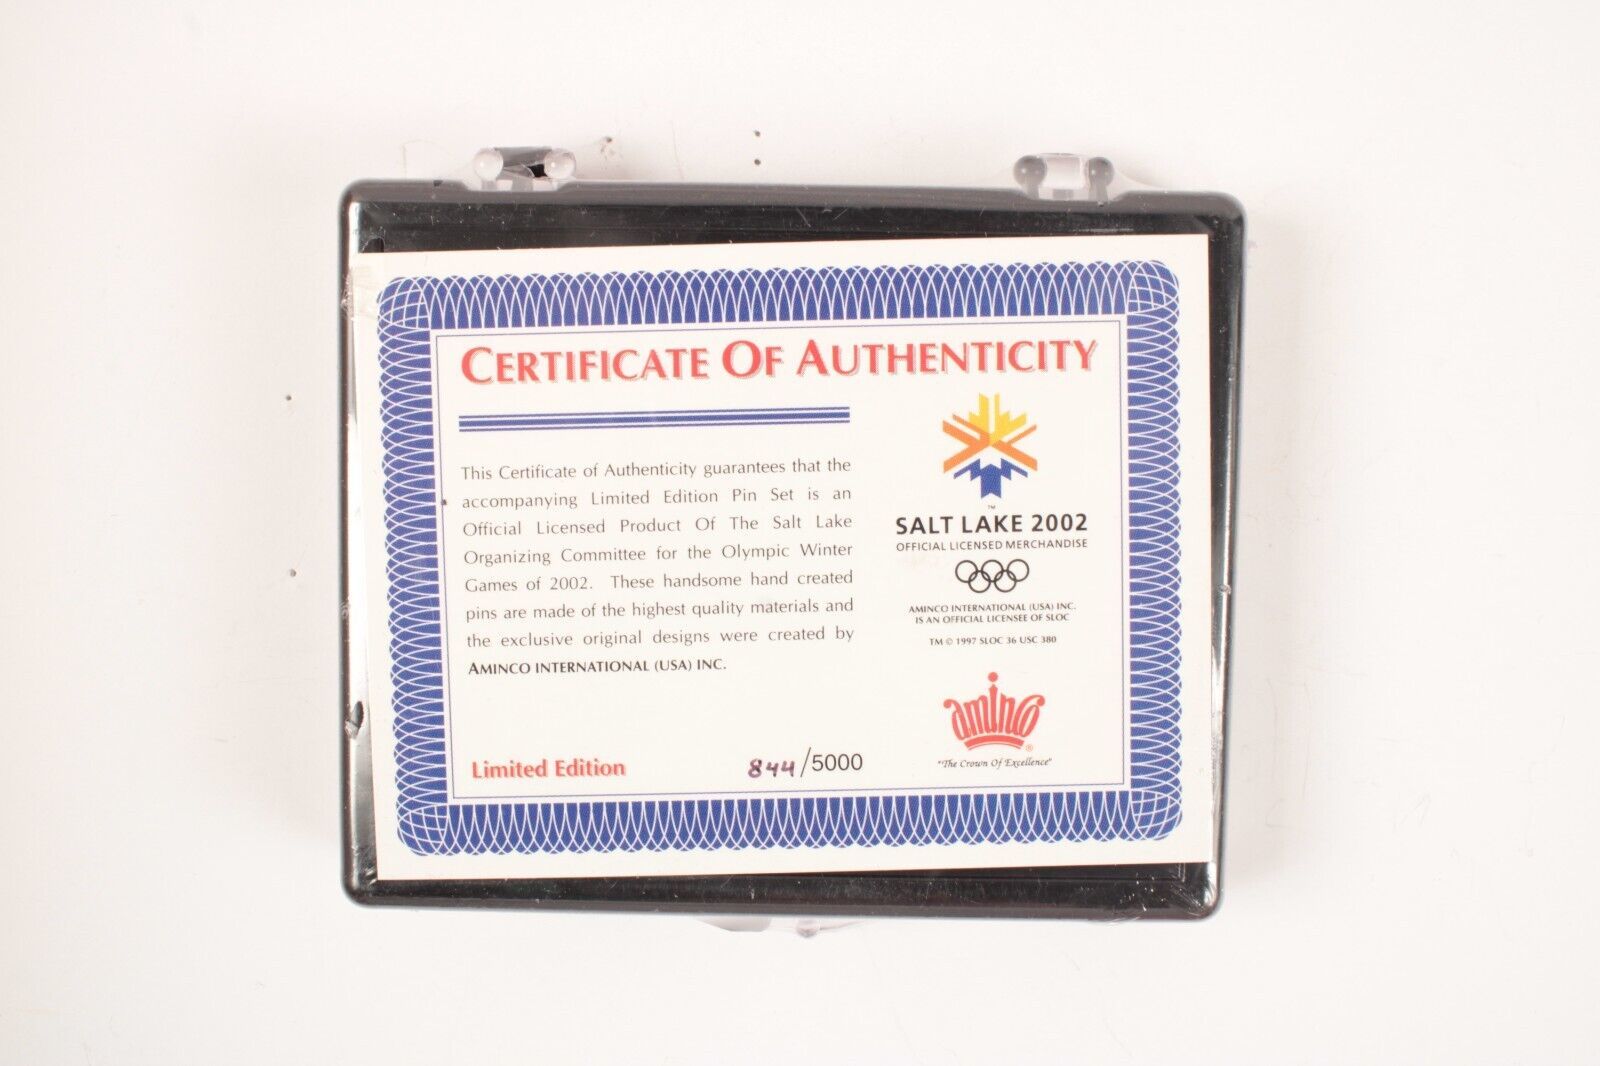 CERTIFICATE OF AUTHENTICITY
This Certificate of Authenticity guarantees that the
accompanying Limited Edition Pin Set is an
Official Licensed Product Of The Salt Lake
Organizing Committee for the Olympic Winter
Games of 2002. These handsome hand created
pins are made of the highest quality materials and
the exclusive original designs were created by
AMINCO INTERNATIONAL (USA) INC.
Limited Edition
844/5000
TM
SALT LAKE 2002
OFFICIAL LICENSED MERCHANDISE
AMINCO INTERNATIONAL (USA) INC.
IS AN OFFICIAL LICENSEE OF SLOC
TM © 1997 SLOC 36 USC 380
aminco®
"The Crown Of Excellence"